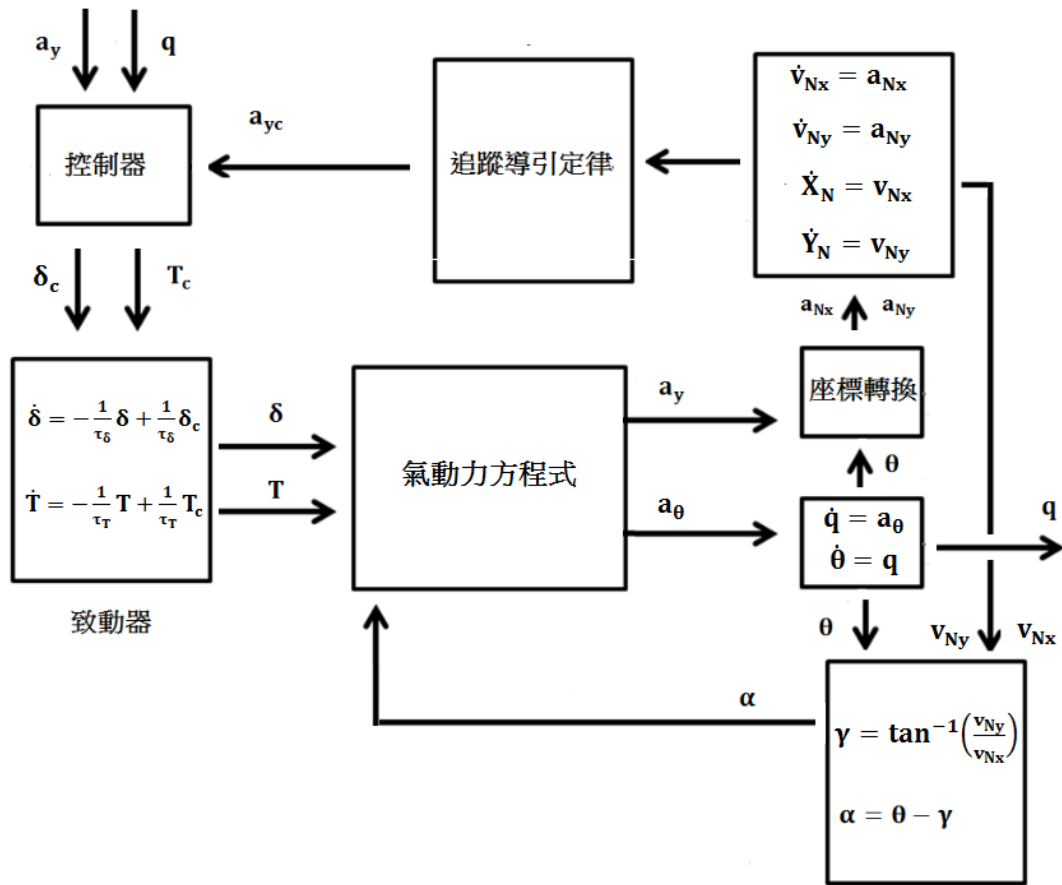 a_y q
控制器
a_yc
追蹤導引定律
v̇_Nx = a_Nx
v̇_Ny = a_Ny
Ẋ_N = v_Nx
Ẏ_N = v_Ny
δ_c T_c
a_Nx a_Ny
δ̇ = −1/τ_δ δ + 1/τ_δ δ_c
Ṫ = −1/τ_T T + 1/τ_T T_c
致動器
δ
T
氣動力方程式
a_y
a_θ
座標轉換
θ
q̇ = a_θ
θ̇ = q
q
θ
v_Ny v_Nx
α
γ = tan⁻¹(v_Ny/v_Nx)
α = θ − γ